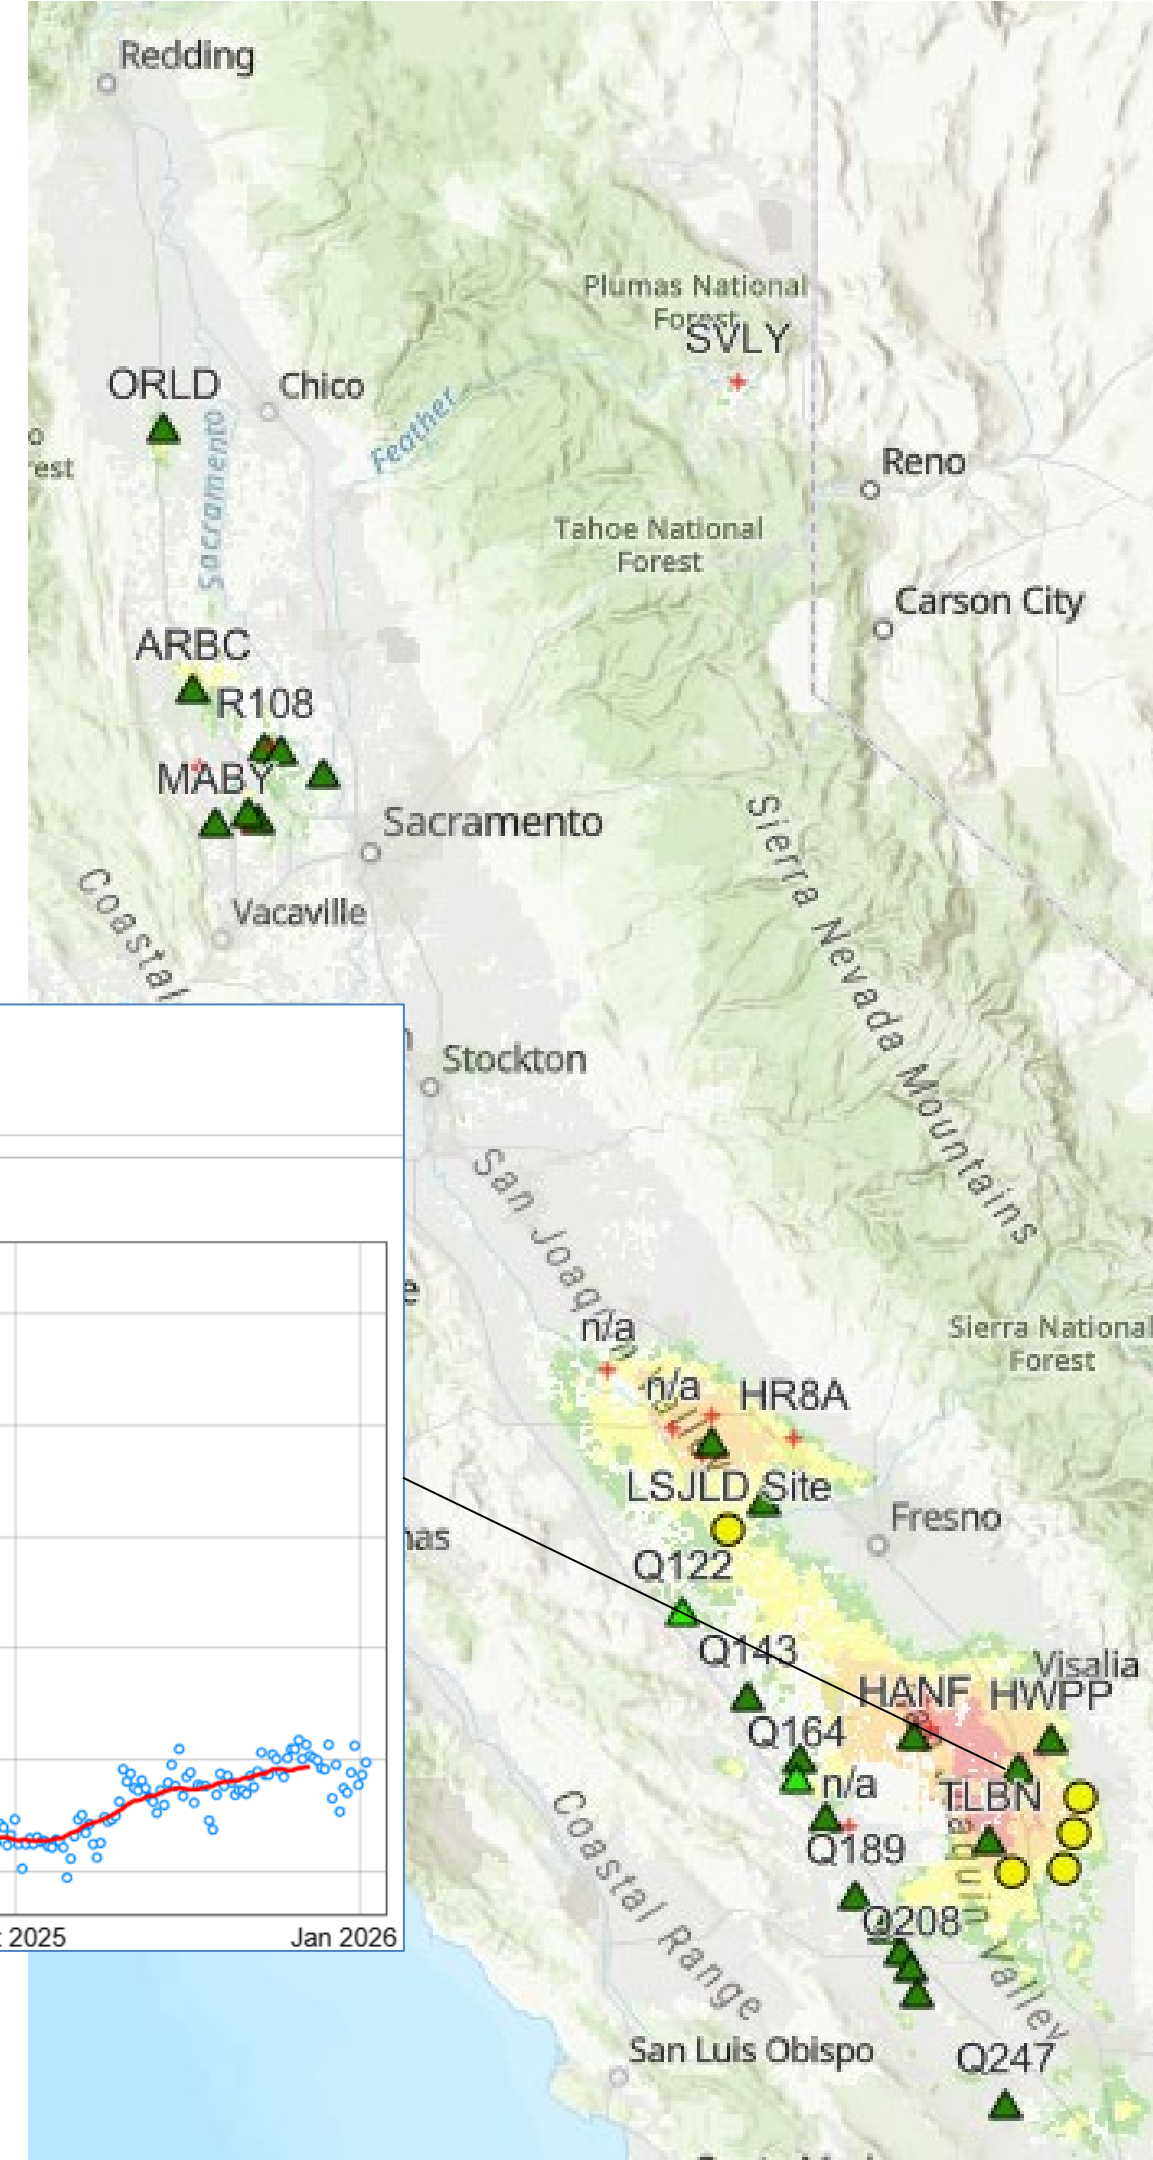 Redding
Plumas National
Forest
SVLY
ORLD
Chico
Feather
rest
Sacramento
Reno
Tahoe National
Forest
Carson City
ARBC
R108
MABY
Sacramento
Sierra Nevada Mountains
Vacaville
Coastal
Stockton
San Joaquin Valley
n/a
Sierra National
Forest
n/a
HR8A
LSJLD Site
Fresno
nas
Q122
Q143
Visalia
HANF
HWPP
Q164
n/a
TLBN
Q189
Coastal Range
Q208
Valley
2025
Jan 2026
San Luis Obispo
Q247